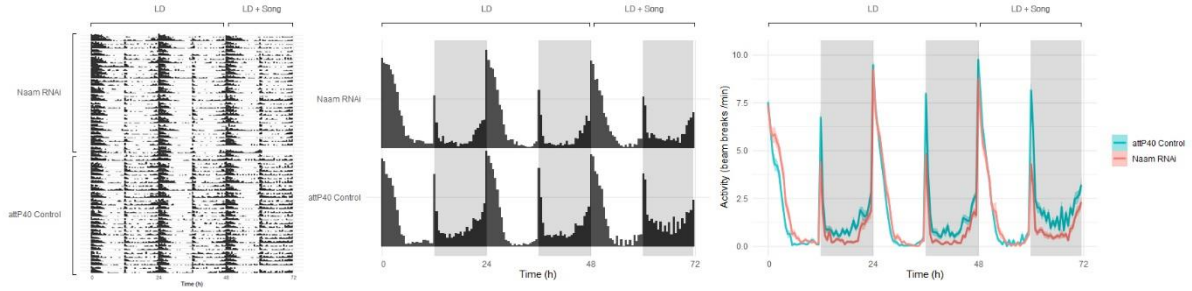 LD LD + Song
Naam RNAi
attP40 Control
0 24 48 72
Time (h)
LD LD + Song
Naam RNAi
attP40 Control
24 48 72
Time (h)
LD LD + Song
10.0
7.5
5.0
2.5
0.0
Activity (beam breaks /min)
0 24 48 72
Time (h)
attP40 Control
Naam RNAi